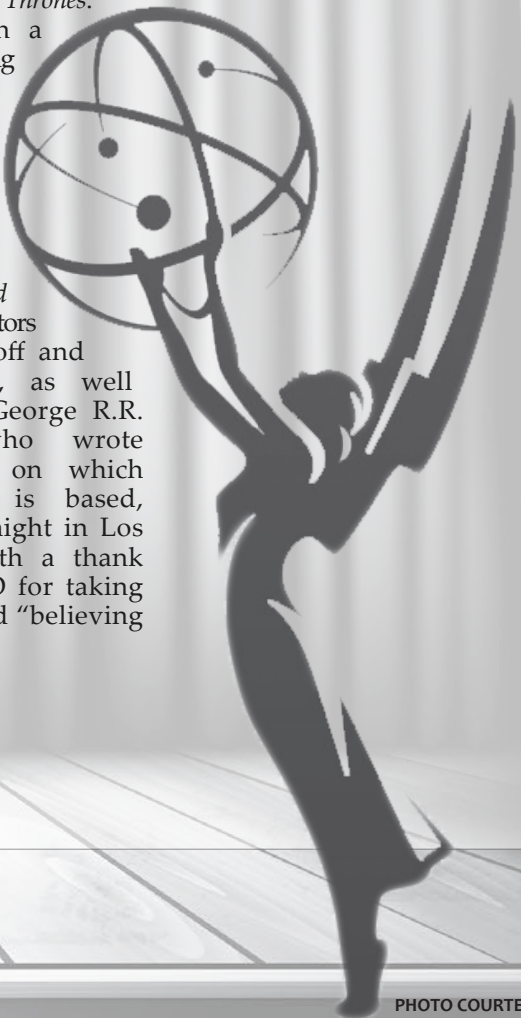 Thrones.
a
g
d
tors
off and
, as well
George R.R.
who wrote
on which
is based,
night in Los
th a thank
O for taking
d “believing
PHOTO COURTE